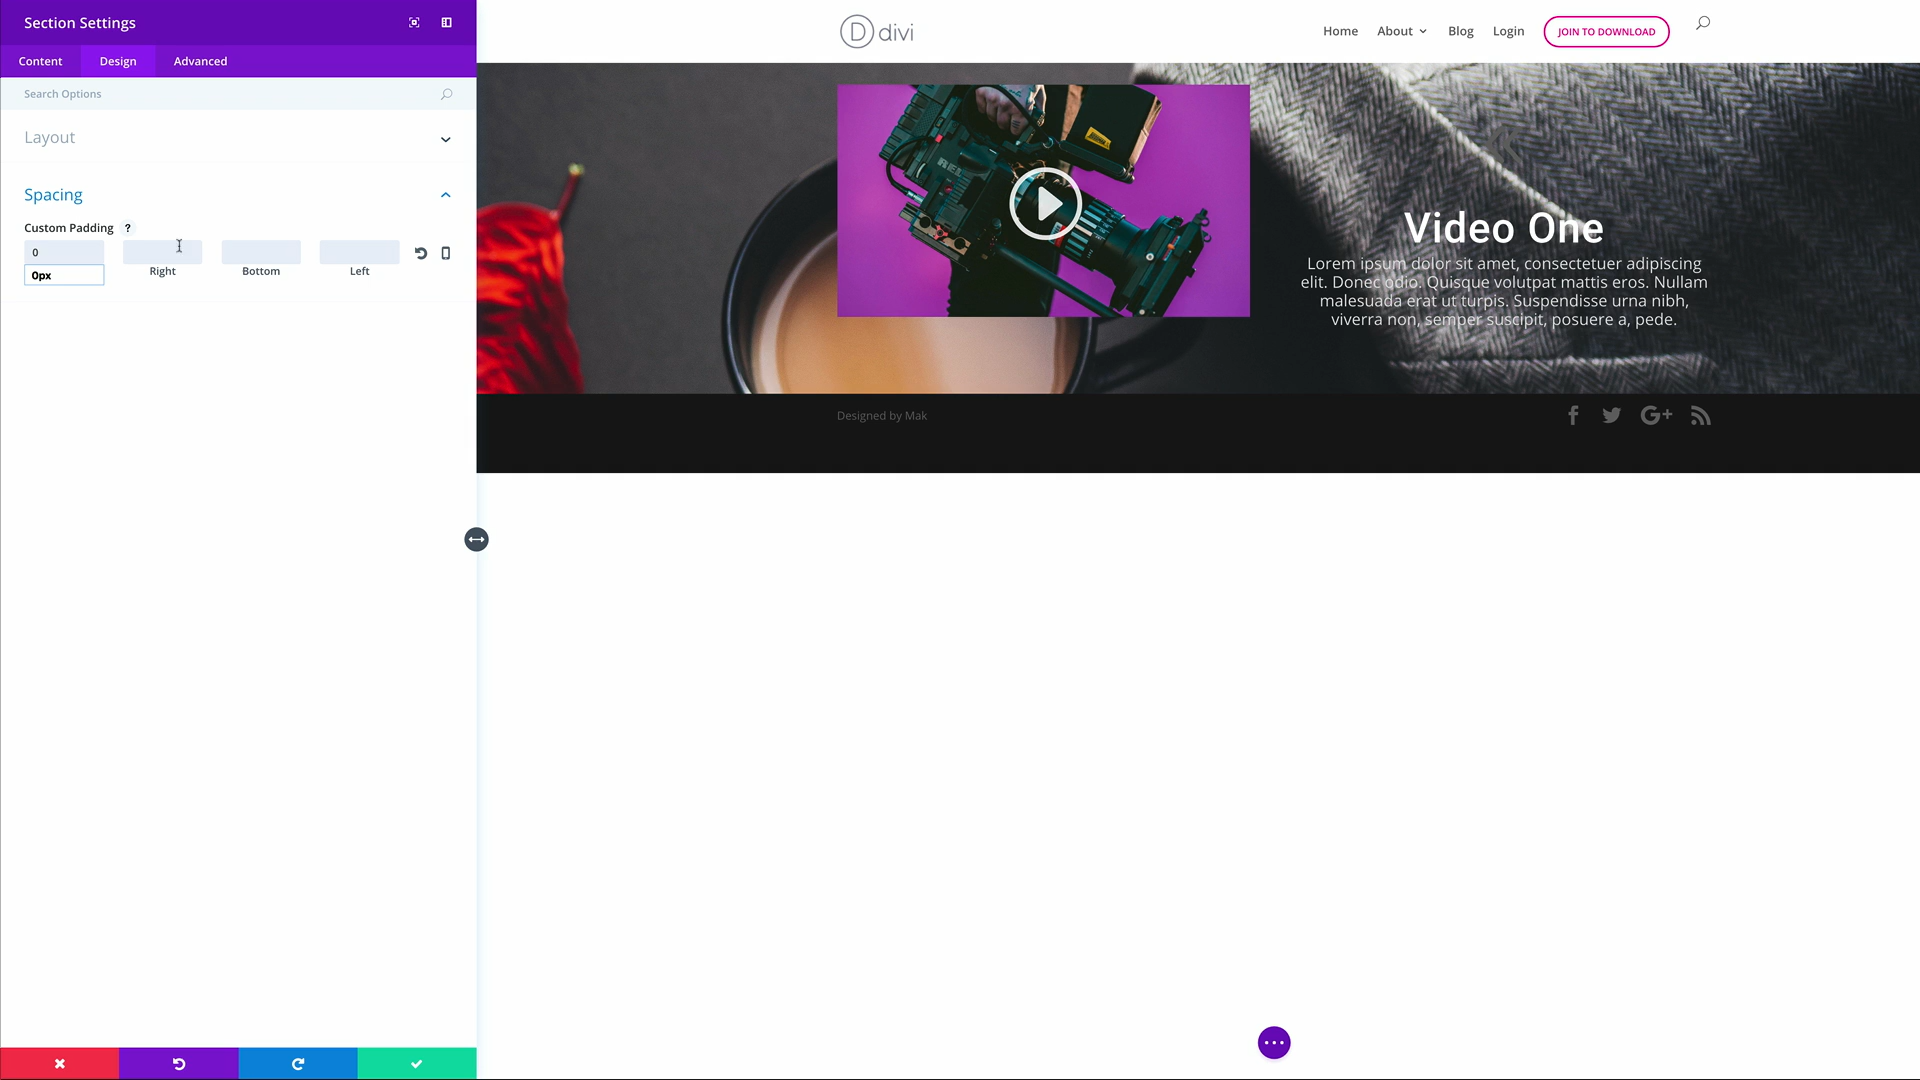 Section Settings
Content
Design
Advanced
Search Options
Layout
Spacing
Custom Padding ?
0
0px
Right
Bottom
Left
D divi
Home
About
Blog
Login
JOIN TO DOWNLOAD
Video One
Lorem ipsum dolor sit amet, consectetuer adipiscing
elit. Donec odio. Quisque volutpat mattis eros. Nullam
malesuada erat ut turpis. Suspendisse urna nibh,
viverra non, semper suscipit, posuere a, pede.
Designed by Mak
G+